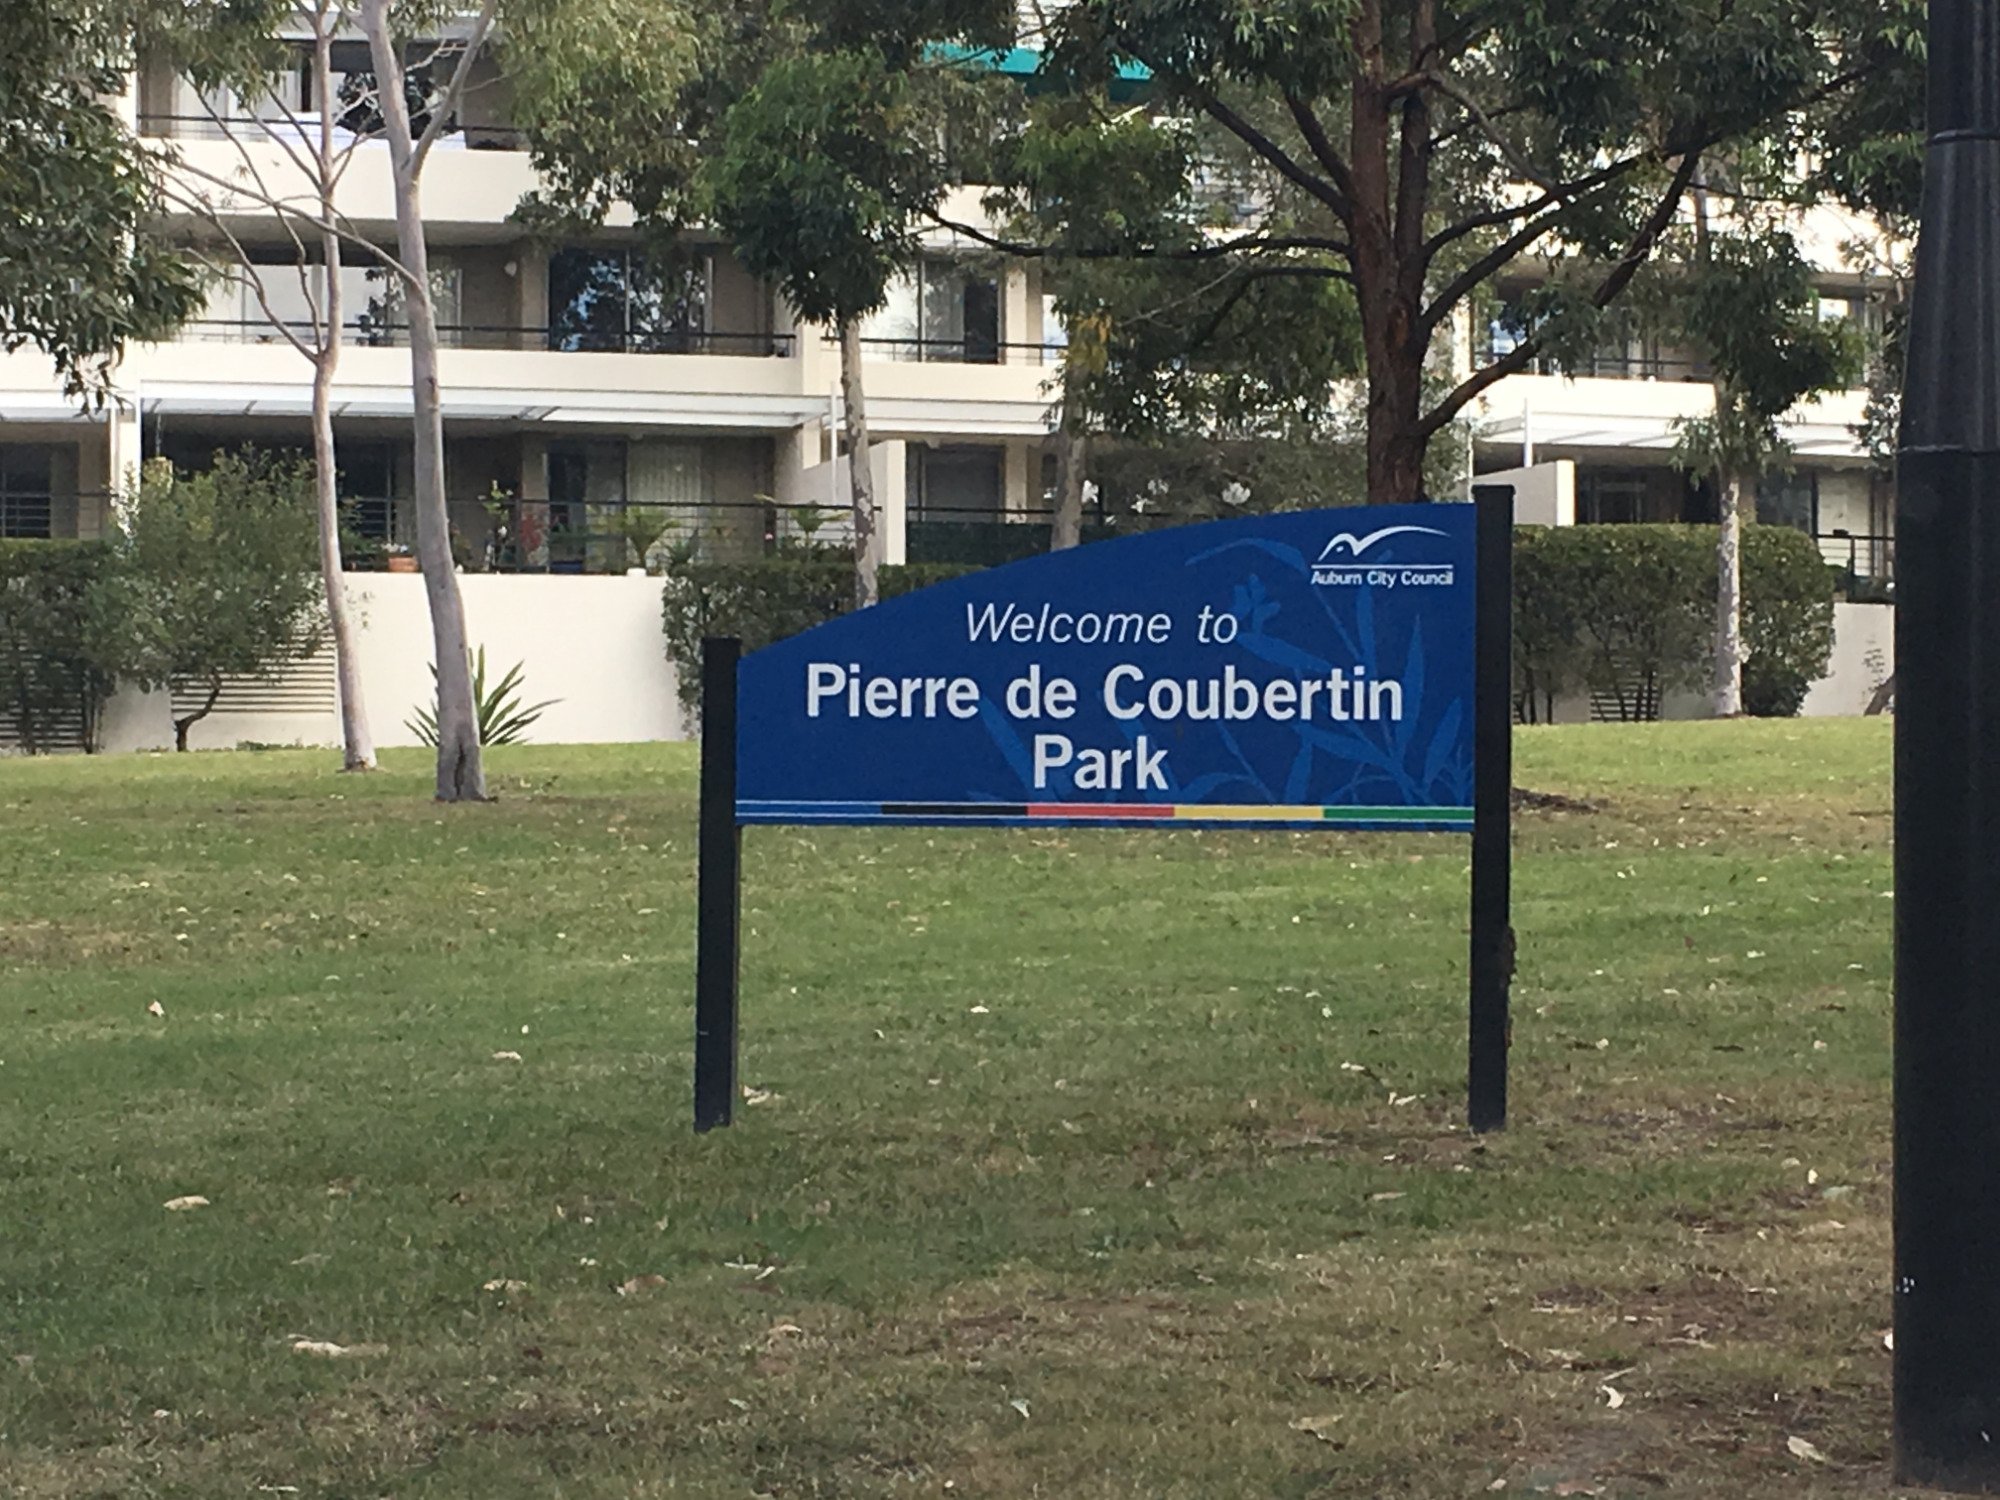 Auburn City Council
Welcome to
Pierre de Coubertin
Park